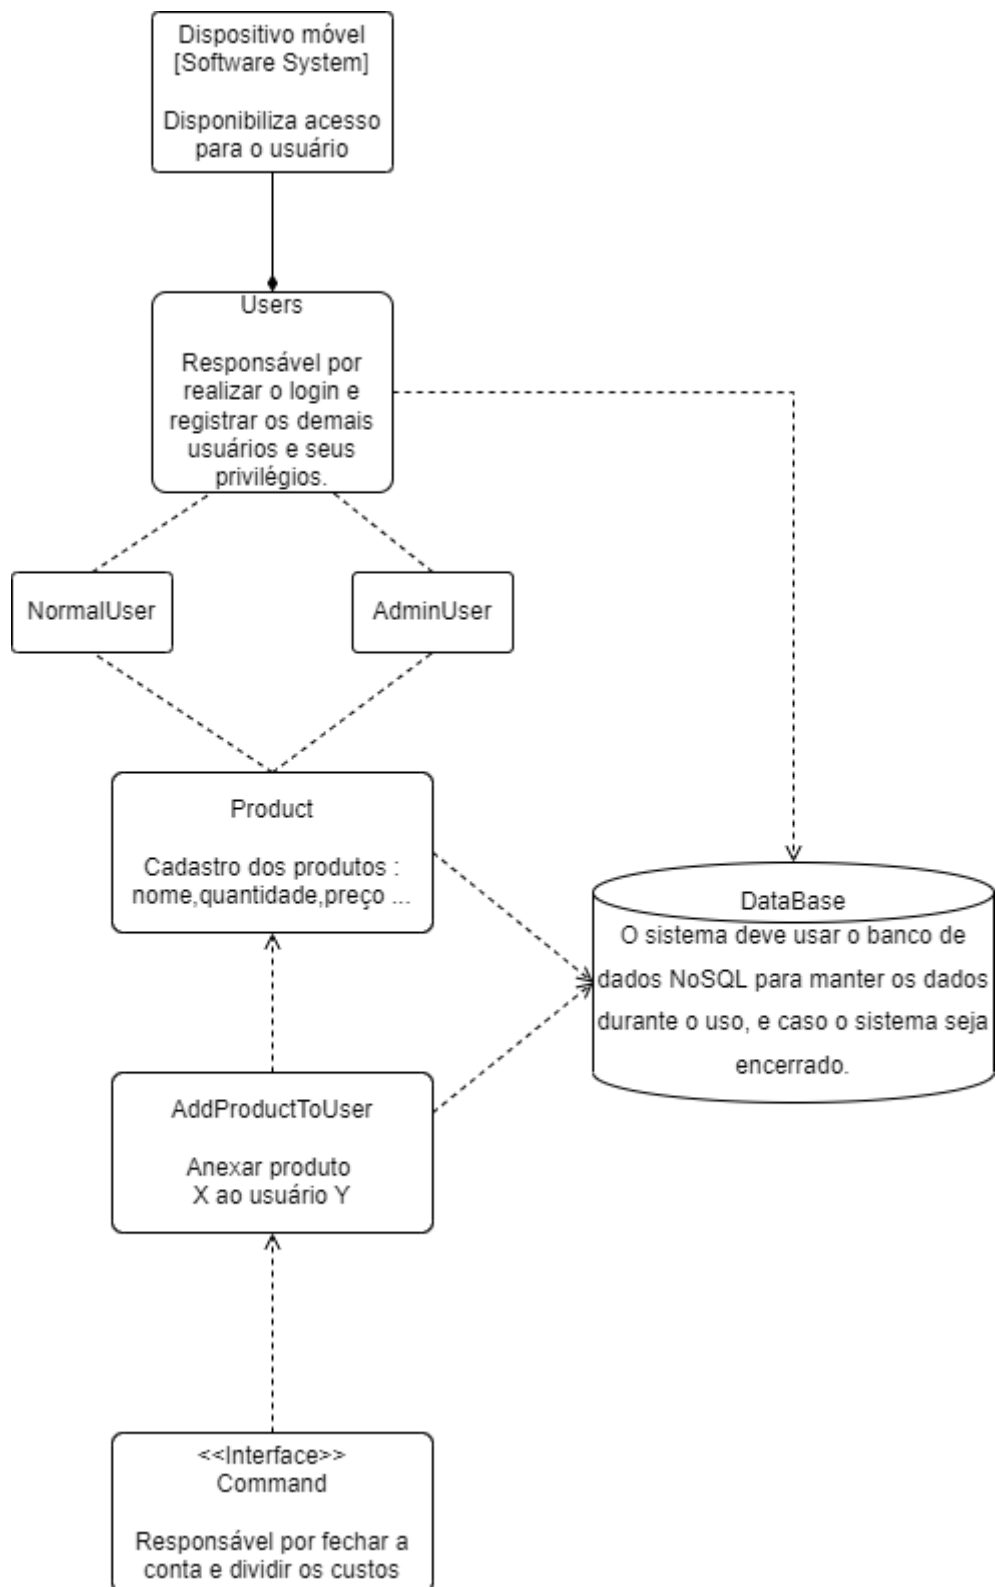 Dispositivo móvel
[Software System]
Disponibiliza acesso
para o usuário
Users
Responsável por
realizar o login e
registrar os demais
usuários e seus
privilégios.
NormalUser
AdminUser
Product
Cadastro dos produtos :
nome,quantidade,preço ...
DataBase
O sistema deve usar o banco de
dados NoSQL para manter os dados
durante o uso, e caso o sistema seja
encerrado.
AddProductToUser
Anexar produto
X ao usuário Y
<<Interface>>
Command
Responsável por fechar a
conta e dividir os custos